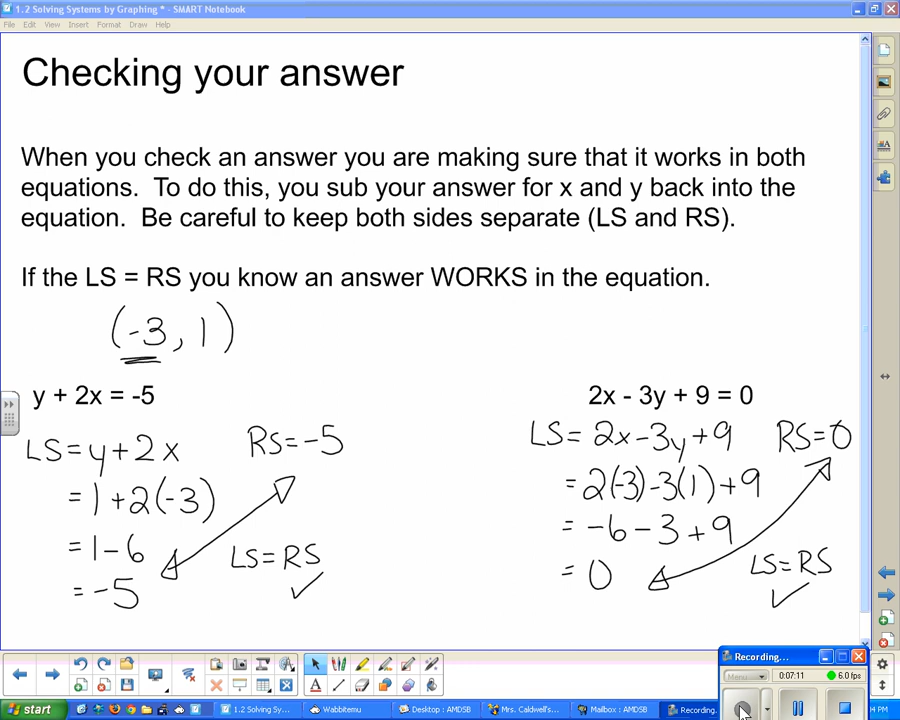 1.2 Solving Systems by Graphing * - SMART Notebook
File Edit View Insert Format Draw Help
Checking your answer
When you check an answer you are making sure that it works in both
equations. To do this, you sub your answer for x and y back into the
equation. Be careful to keep both sides separate (LS and RS).
If the LS = RS you know an answer WORKS in the equation.
(-3, 1)
y + 2x = -5
LS = y + 2x RS = -5
= 1 + 2(-3)
= 1 - 6
= -5
LS = RS ✓
2x - 3y + 9 = 0
LS = 2x - 3y + 9 RS = 0
= 2(-3) - 3(1) + 9
= -6 - 3 + 9
= 0
LS = RS ✓
Recording...
Menu 0:07:11 6.0 fps
start 1.2 Solving Sy... Wabbitemu Desktop : AMDSB Mrs. Caldwell's... Mailbox : AMDSB Recording... 4 PM